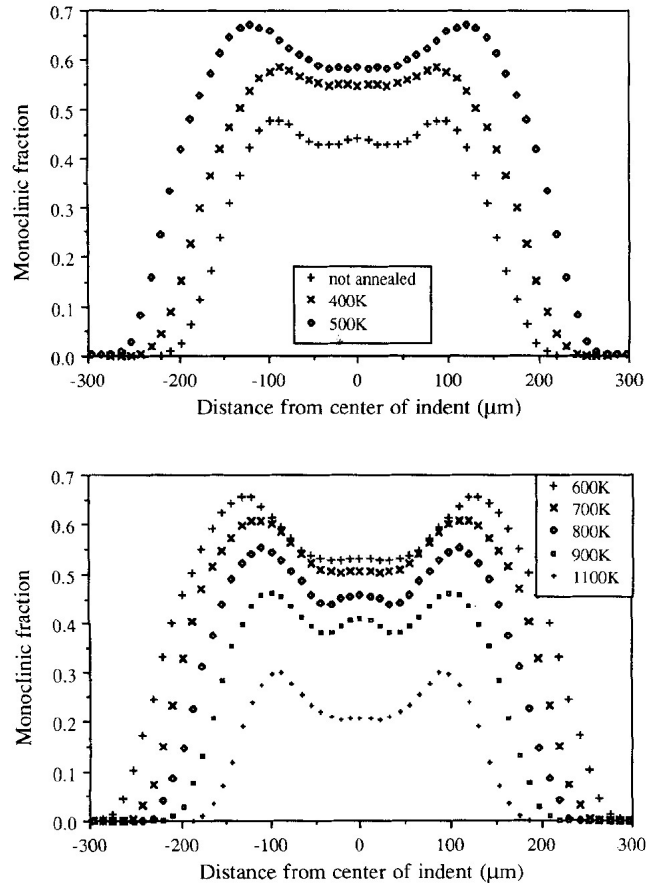 0.7
0.6
0.5
0.4
0.3
0.2
0.1
0.0
Monoclinic fraction
not annealed
400K
500K
-300
-200
-100
0
100
200
300
Distance from center of indent (μm)
0.7
0.6
0.5
0.4
0.3
0.2
0.1
0.0
Monoclinic fraction
600K
700K
800K
900K
1100K
-300
-200
-100
0
100
200
300
Distance from center of indent (μm)